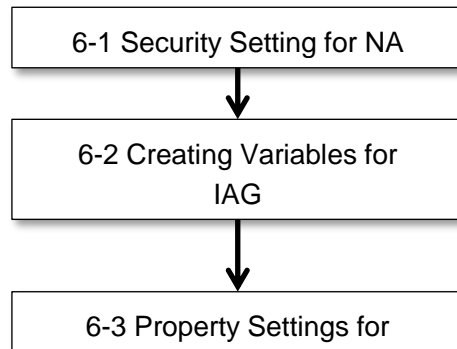 6-1 Security Setting for NA
6-2 Creating Variables for
IAG
6-3 Property Settings for